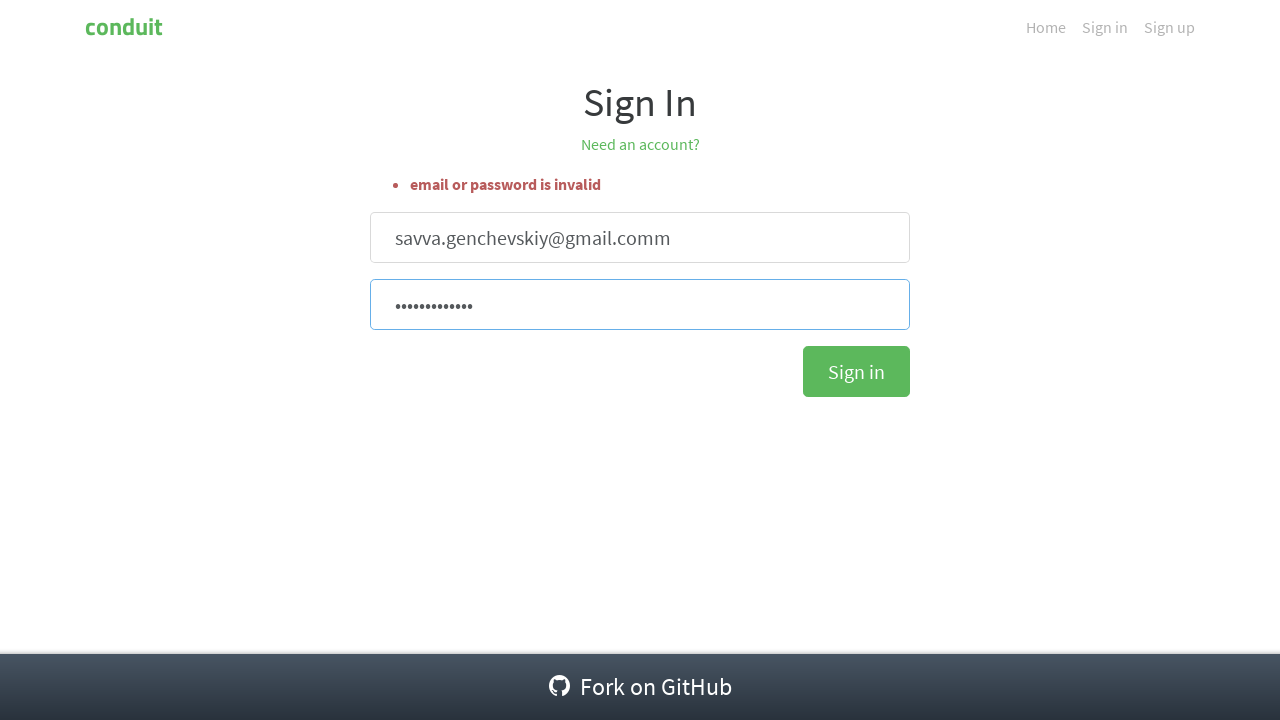 conduit
Home
Sign in
Sign up
Sign In
Need an account?
• email or password is invalid
savva.genchevskiy@gmail.comm
•••••••••••••
Sign in
Fork on GitHub